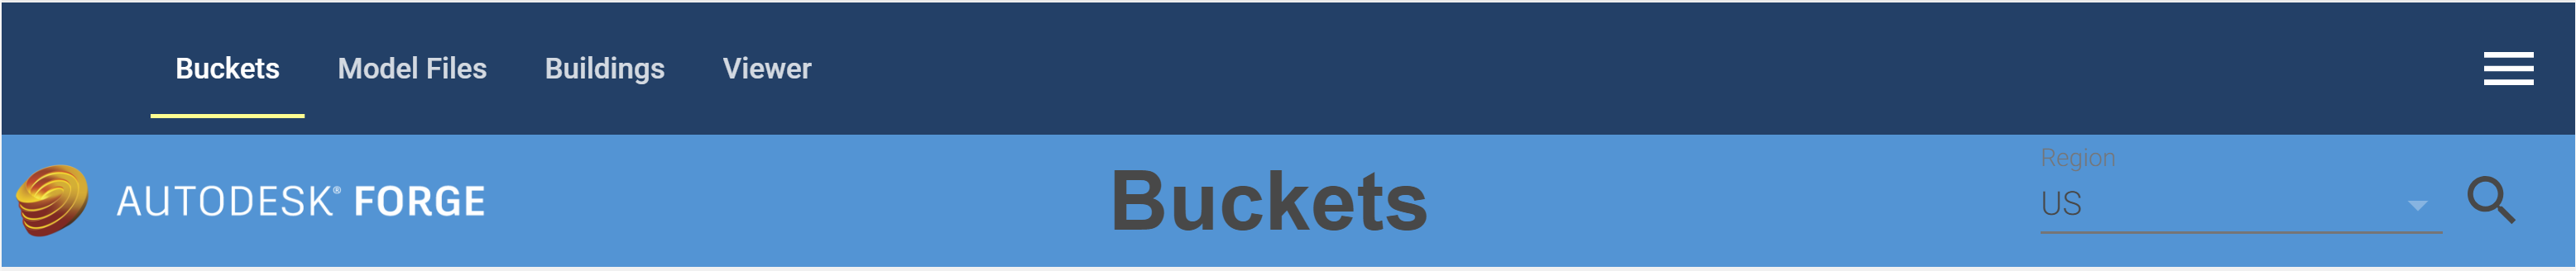 Buckets Model Files Buildings Viewer
AUTODESK® FORGE
Buckets
Region
US